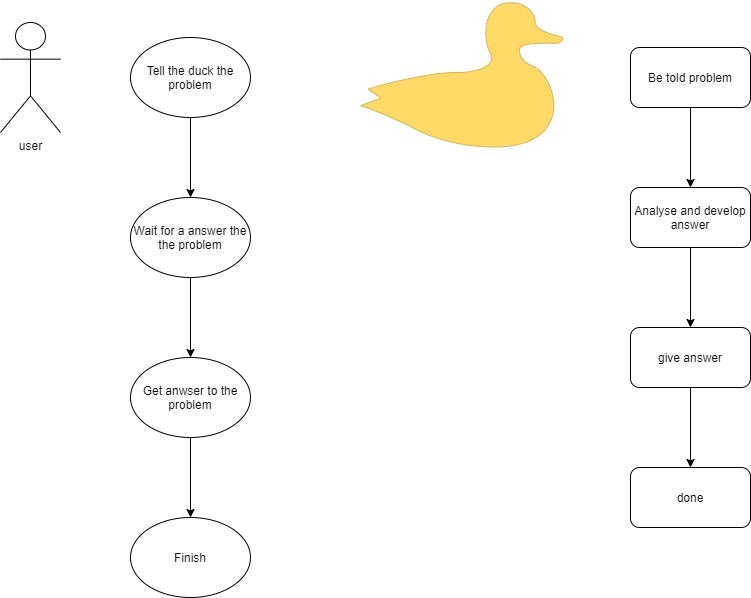 user
Tell the duck the
problem
Wait for a answer the
the problem
Get anwser to the
problem
Finish
Be told problem
Analyse and develop
answer
give answer
done